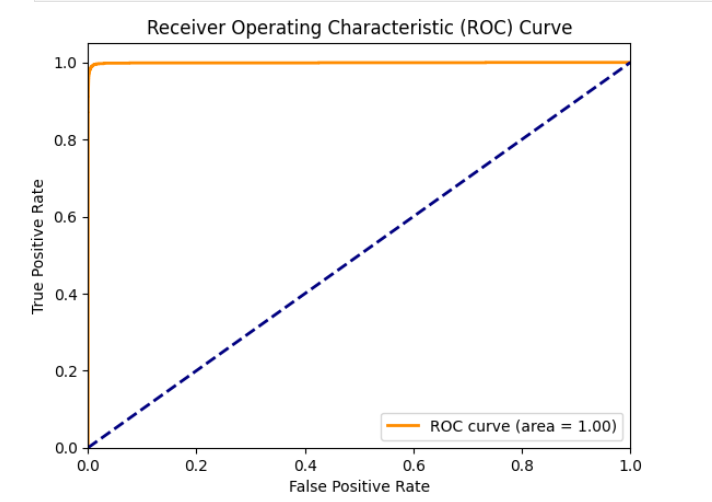 Receiver Operating Characteristic (ROC) Curve
1.0
0.8
0.6
0.4
0.2
0.0
True Positive Rate
ROC curve (area = 1.00)
0.0 0.2 0.4 0.6 0.8 1.0
False Positive Rate